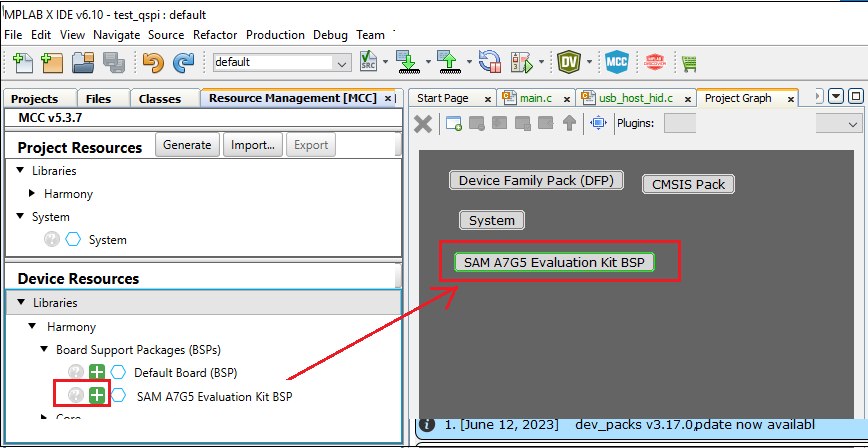 MPLAB X IDE v6.10 - test_qspi : default
File Edit View Navigate Source Refactor Production Debug Team
default
SRC
DV
MCC
Projects Files Classes Resource Management [MCC] ×
MCC v5.3.7
Project Resources Generate Import... Export
Libraries
Harmony
System
? System
Device Resources
Libraries
Harmony
Board Support Packages (BSPs)
? Default Board (BSP)
? SAM A7G5 Evaluation Kit BSP
Start Page × main.c × usb_host_hid.c × Project Graph ×
Plugins:
Device Family Pack (DFP) CMSIS Pack
System
SAM A7G5 Evaluation Kit BSP
1. [June 12, 2023] dev_packs v3.17.0,pdate now availabl